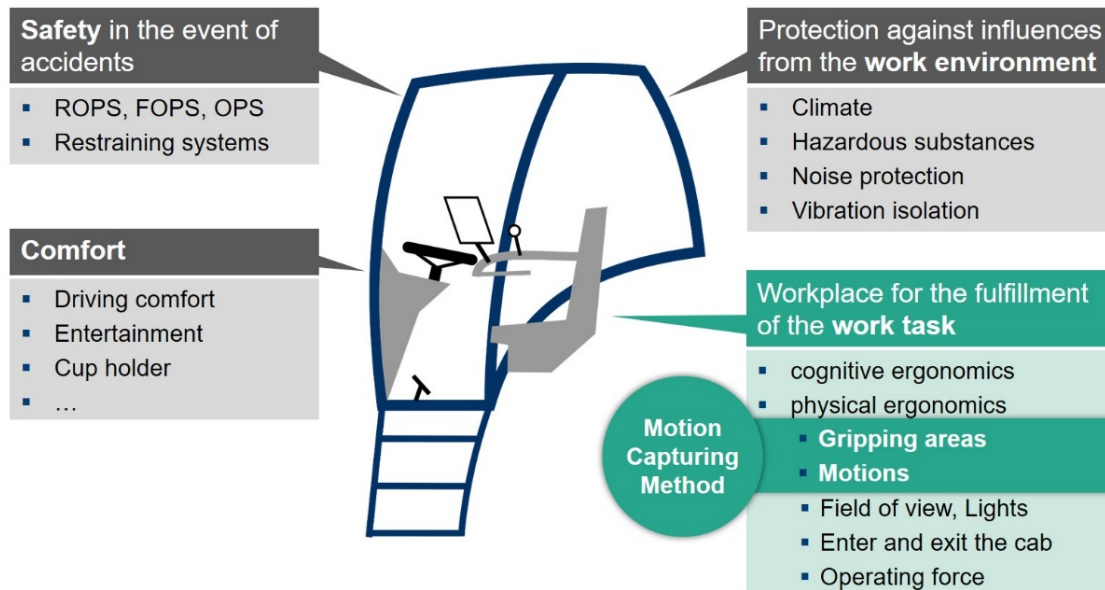 Safety in the event of
accidents
▪ ROPS, FOPS, OPS
▪ Restraining systems
Comfort
▪ Driving comfort
▪ Entertainment
▪ Cup holder
▪ …
Protection against influences
from the work environment
▪ Climate
▪ Hazardous substances
▪ Noise protection
▪ Vibration isolation
Workplace for the fulfillment
of the work task
▪ cognitive ergonomics
▪ physical ergonomics
▪ Gripping areas
▪ Motions
▪ Field of view, Lights
▪ Enter and exit the cab
▪ Operating force
Motion
Capturing
Method